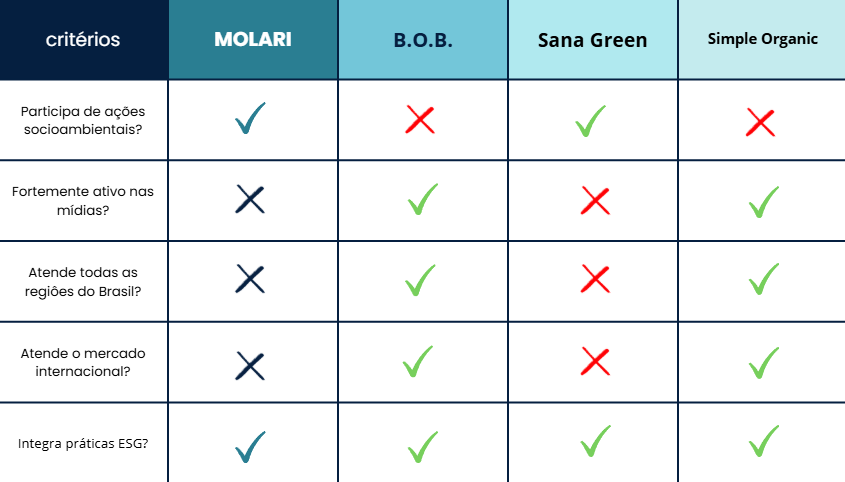 critérios MOLARI B.O.B. Sana Green Simple Organic
Participa de ações
socioambientais?
Fortemente ativo nas
mídias?
Atende todas as
regiões do Brasil?
Atende o mercado
internacional?
Integra práticas ESG?